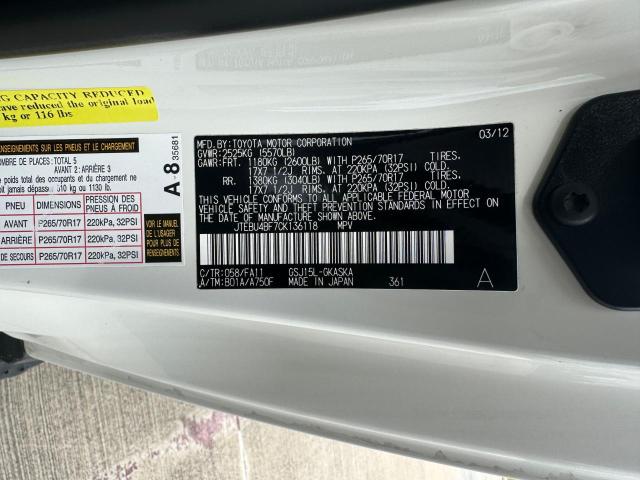 G CAPACITY REDUCED
ave reduced the original load
kg or 116 lbs
EMENT ET LE CHARGEMENT
NOMBRE DE PLACES: TOTAL 5
AVANT 2: ARRIÈRE 3
poids total des occupants et du chargement ne
oit jamais dépasser 510 kg ou 1130 lb.
PNEU DIMENSIONS PRESSION DES PNEUS À FROID
AVANT P265/70R17 220kPa, 32PSI
ARRIÈRE P265/70R17 220kPa, 32PSI
DE SECOURS P265/70R17 220kPa, 32PSI
VOIR LE MANUEL DE L'USAGER POUR PLUS DE
A-8 35681
MFD. BY: TOYOTA MOTOR CORPORATION 03/12
GVWR: 2525KG (5570LB)
GAWR: FRT. 1180KG (2600LB) WITH P265/70R17 TIRES.
17X7 1/2J RIMS, AT 220KPA (32PSI) COLD
RR. 1380KG (3040LB) WITH P265/70R17 TIRES.
17X7 1/2J RIMS, AT 220KPA (32PSI) COLD
THIS VEHICLE CONFORMS TO ALL APPLICABLE FEDERAL MOTOR
VEHICLE SAFETY AND THEFT PREVENTION STANDARDS IN EFFECT
ON THE DATE OF MANUFACTURE SHOWN ABOVE.
JTEBU4BF7CK136118 MPV
C/TR: 058/FA11 GSJ15L-GKASKA
A/TM: B01A/A750F MADE IN JAPAN 361 A